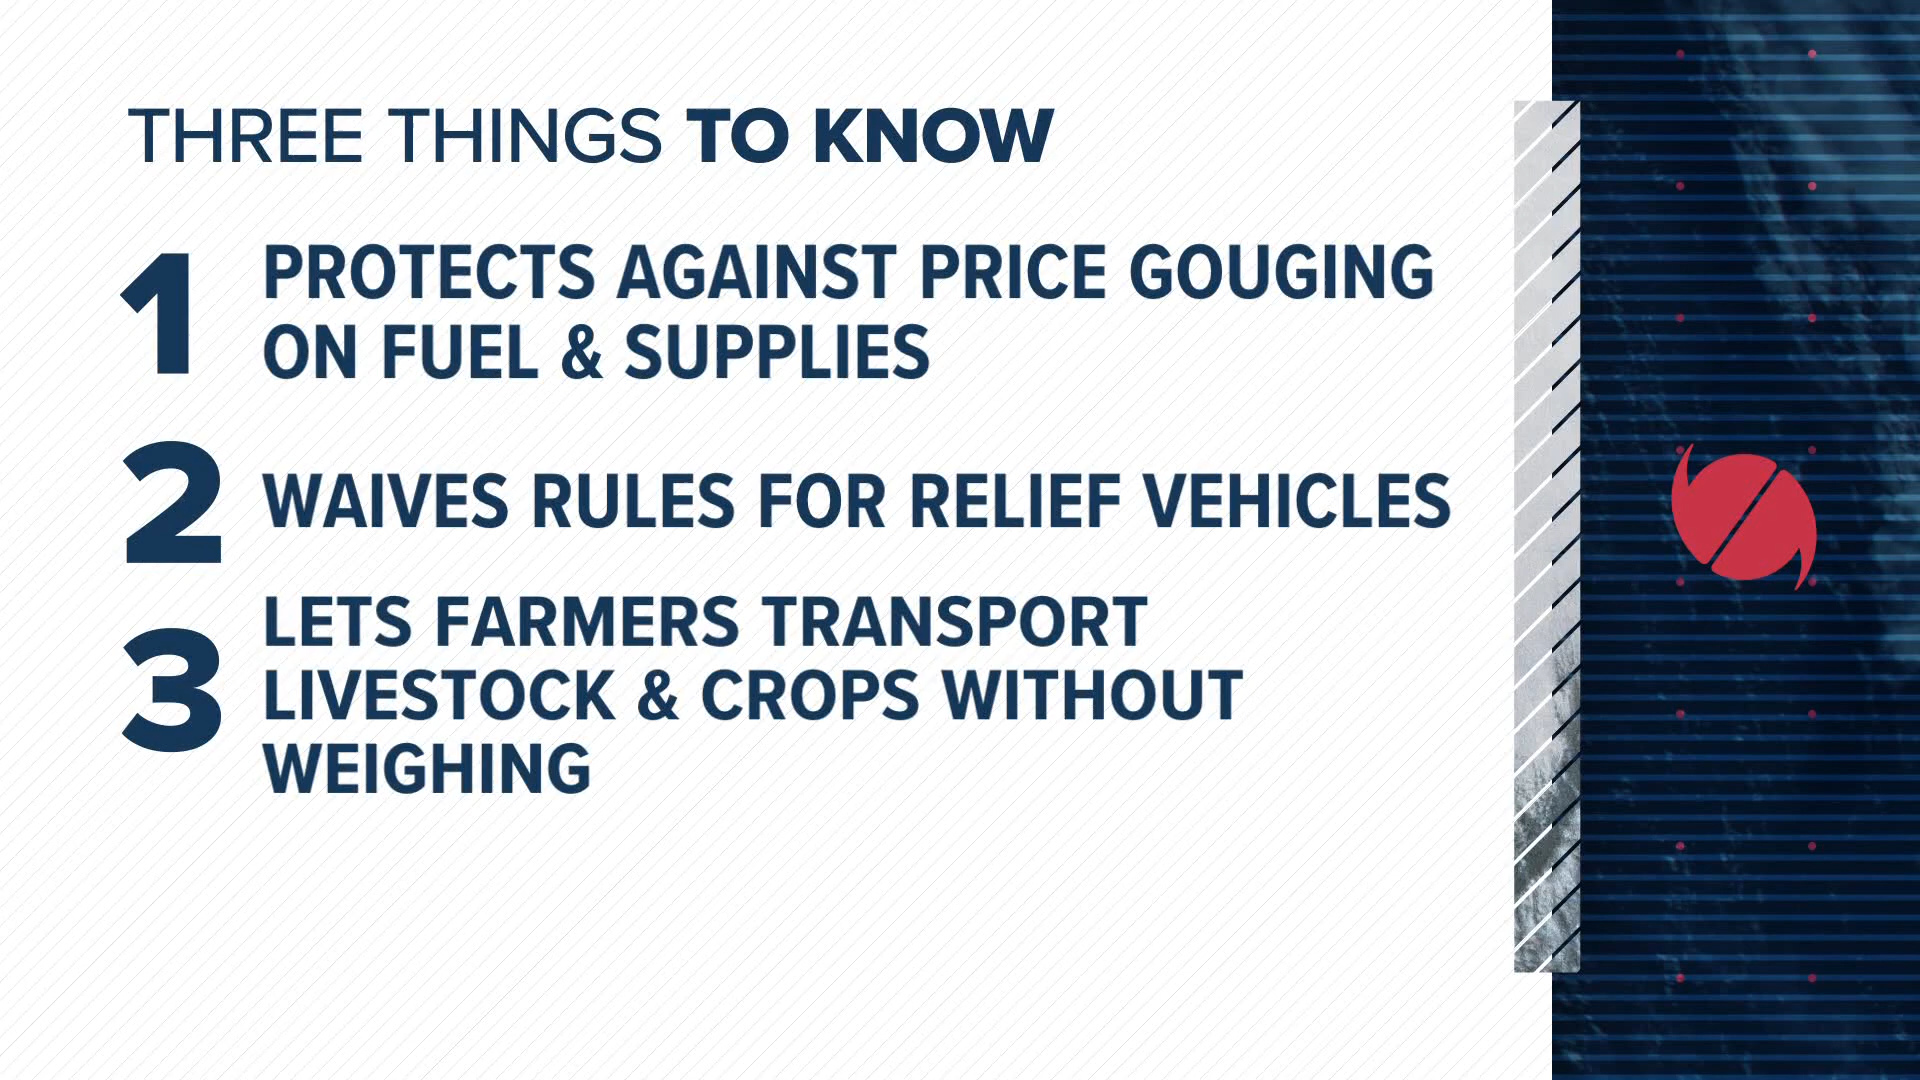 THREE THINGS TO KNOW
1 PROTECTS AGAINST PRICE GOUGING
ON FUEL & SUPPLIES
2 WAIVES RULES FOR RELIEF VEHICLES
3 LETS FARMERS TRANSPORT
LIVESTOCK & CROPS WITHOUT
WEIGHING